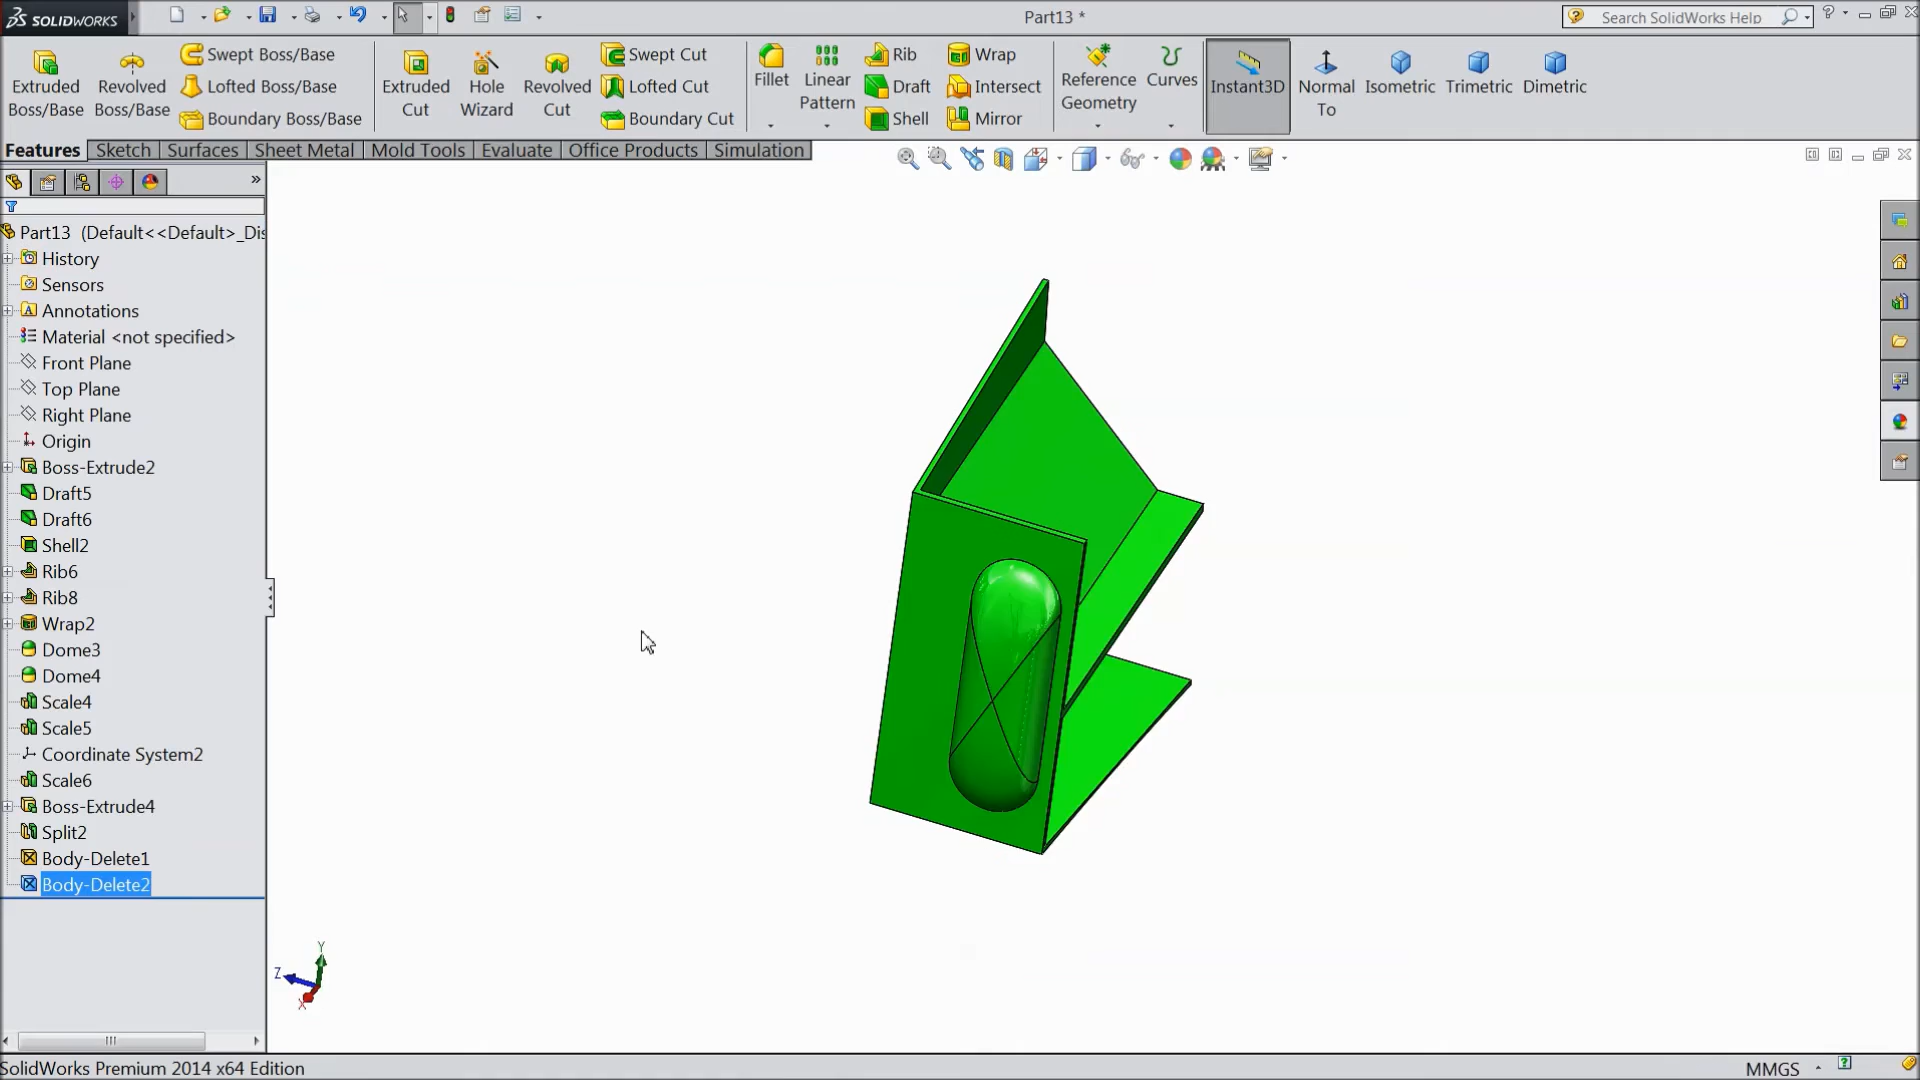 SOLIDWORKS
Part13 *
Search SolidWorks Help
Extruded Boss/Base
Revolved Boss/Base
Swept Boss/Base
Lofted Boss/Base
Boundary Boss/Base
Extruded Cut
Hole Wizard
Revolved Cut
Swept Cut
Lofted Cut
Boundary Cut
Fillet
Linear Pattern
Rib
Draft
Shell
Wrap
Intersect
Mirror
Reference Geometry
Curves
Instant3D
Normal To
Isometric
Trimetric
Dimetric
Features Sketch Surfaces Sheet Metal Mold Tools Evaluate Office Products Simulation
Part13 (Default<<Default>_Dis
History
Sensors
Annotations
Material <not specified>
Front Plane
Top Plane
Right Plane
Origin
Boss-Extrude2
Draft5
Draft6
Shell2
Rib6
Rib8
Wrap2
Dome3
Dome4
Scale4
Scale5
Coordinate System2
Scale6
Boss-Extrude4
Split2
Body-Delete1
Body-Delete2
Y
Z
X
SolidWorks Premium 2014 x64 Edition
MMGS